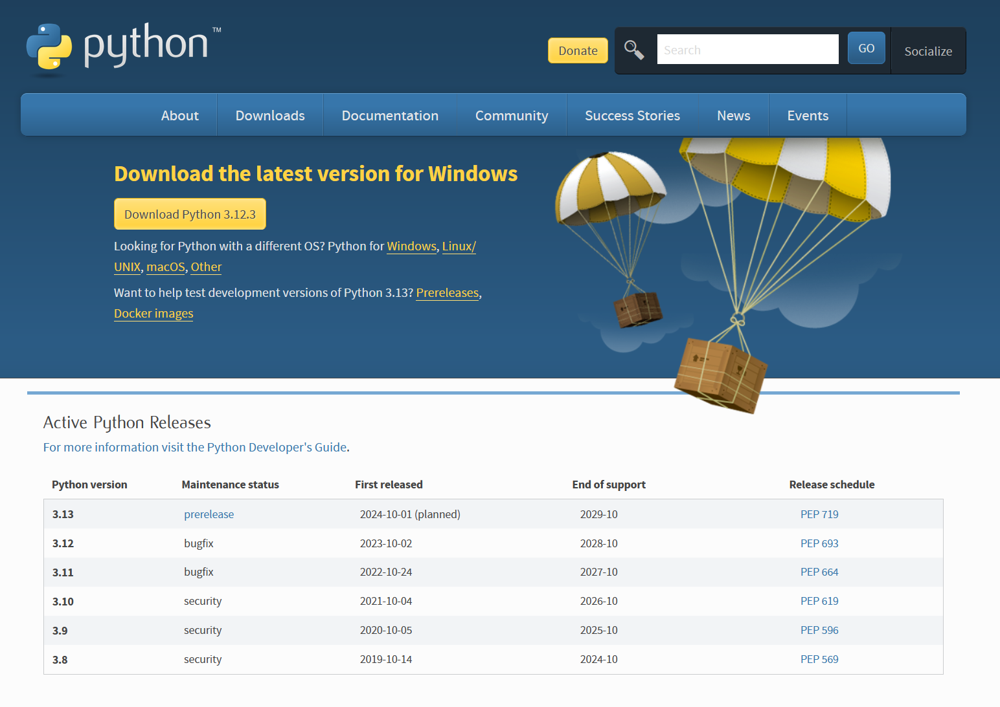 python™
Donate
Search
GO
Socialize
About
Downloads
Documentation
Community
Success Stories
News
Events
Download the latest version for Windows
Download Python 3.12.3
Looking for Python with a different OS? Python for Windows, Linux/
UNIX, macOS, Other
Want to help test development versions of Python 3.13? Prereleases,
Docker images
Active Python Releases
For more information visit the Python Developer's Guide.
Python version Maintenance status First released End of support Release schedule
3.13 prerelease 2024-10-01 (planned) 2029-10 PEP 719
3.12 bugfix 2023-10-02 2028-10 PEP 693
3.11 bugfix 2022-10-24 2027-10 PEP 664
3.10 security 2021-10-04 2026-10 PEP 619
3.9 security 2020-10-05 2025-10 PEP 596
3.8 security 2019-10-14 2024-10 PEP 569